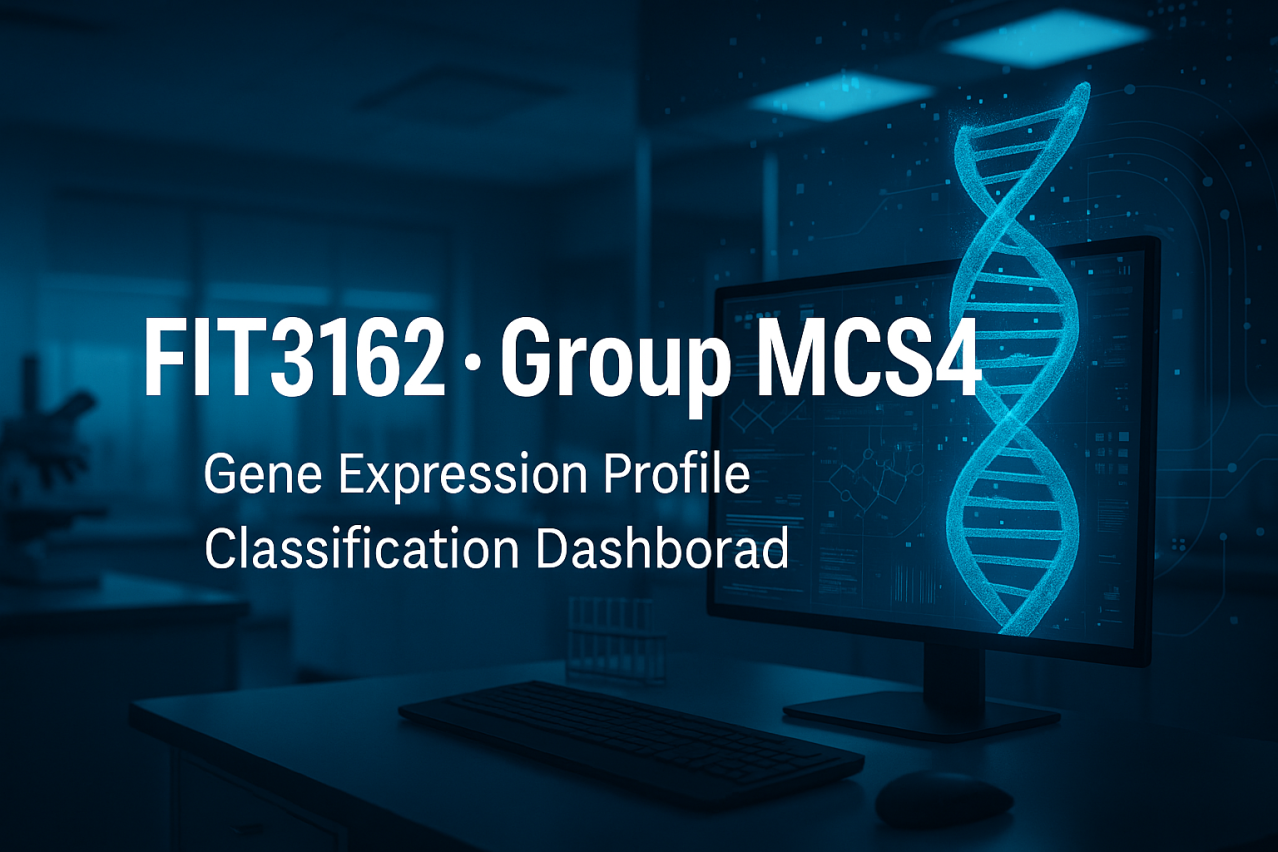 FIT3162 · Group MCS4
Gene Expression Profile
Classification Dashborad